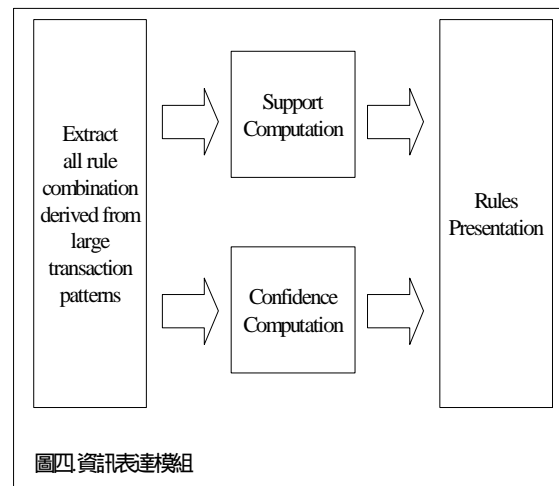 Extract
all rule
combination
derived from
large
transaction
patterns
Support
Computation
Confidence
Computation
Rules
Presentation
圖四.資訊表達模組